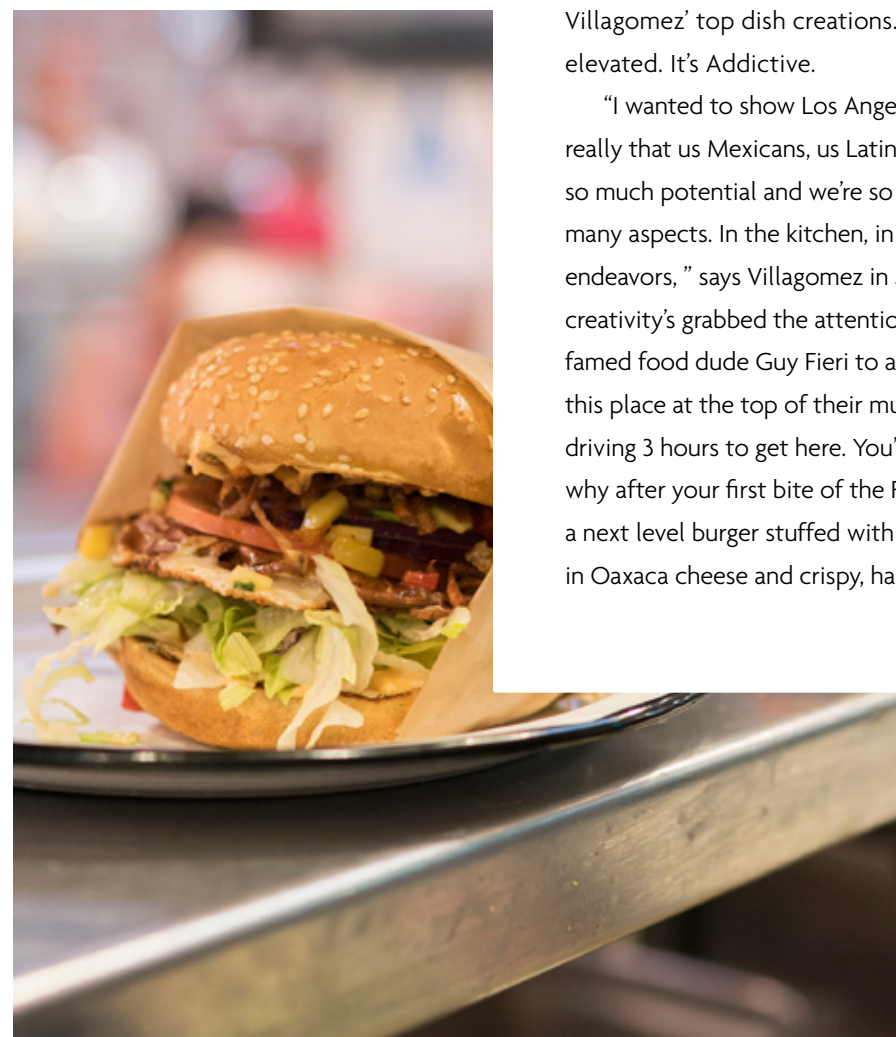 Villagomez’ top dish creations.
elevated. It’s Addictive.
“I wanted to show Los Ange
really that us Mexicans, us Latin
so much potential and we’re so
many aspects. In the kitchen, in
endeavors, ” says Villagomez in
creativity’s grabbed the attentio
famed food dude Guy Fieri to a
this place at the top of their mu
driving 3 hours to get here. You’
why after your first bite of the
a next level burger stuffed with
in Oaxaca cheese and crispy, ha